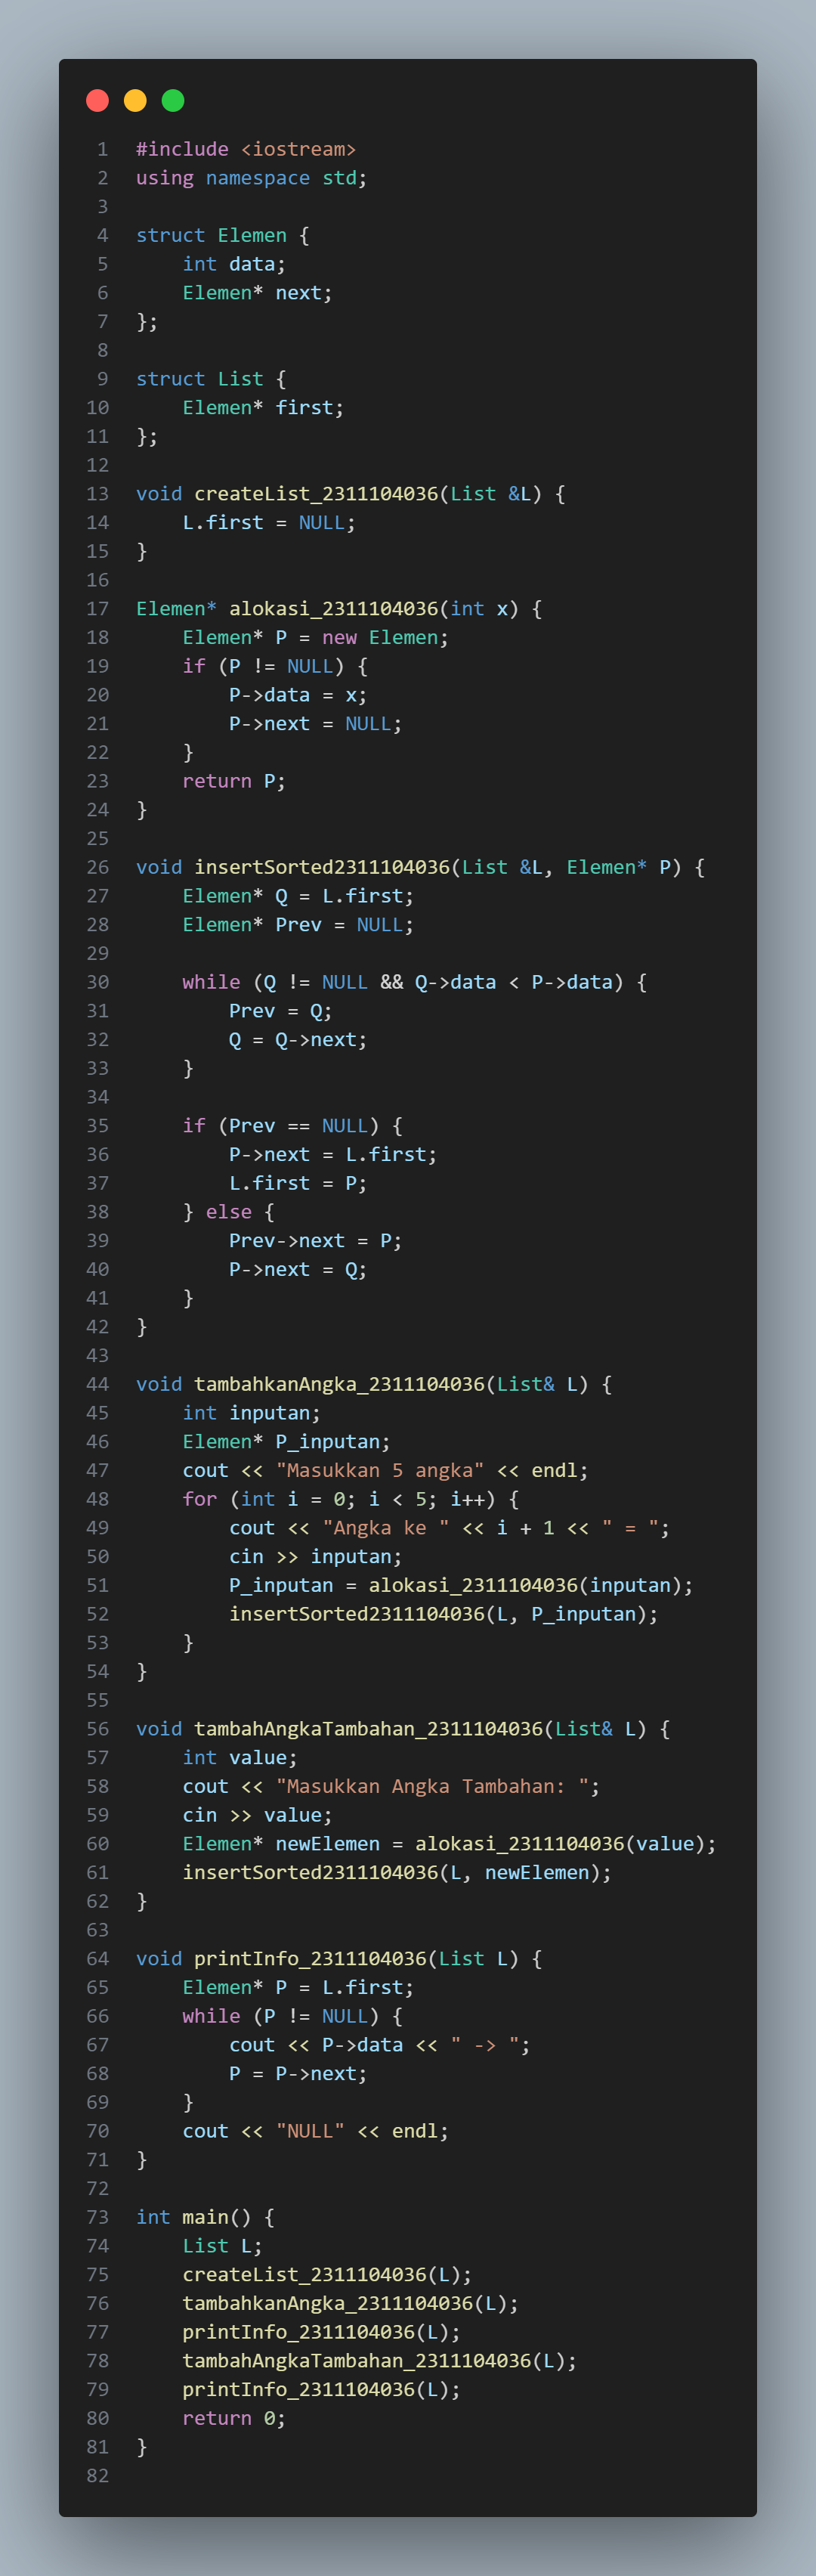 1 #include <iostream>
2 using namespace std;
3
4 struct Elemen {
5     int data;
6     Elemen* next;
7 };
8
9 struct List {
10     Elemen* first;
11 };
12
13 void createList_2311104036(List &L) {
14     L.first = NULL;
15 }
16
17 Elemen* alokasi_2311104036(int x) {
18     Elemen* P = new Elemen;
19     if (P != NULL) {
20         P->data = x;
21         P->next = NULL;
22     }
23     return P;
24 }
25
26 void insertSorted2311104036(List &L, Elemen* P) {
27     Elemen* Q = L.first;
28     Elemen* Prev = NULL;
29
30     while (Q != NULL && Q->data < P->data) {
31         Prev = Q;
32         Q = Q->next;
33     }
34
35     if (Prev == NULL) {
36         P->next = L.first;
37         L.first = P;
38     } else {
39         Prev->next = P;
40         P->next = Q;
41     }
42 }
43
44 void tambahkanAngka_2311104036(List& L) {
45     int inputan;
46     Elemen* P_inputan;
47     cout << "Masukkan 5 angka" << endl;
48     for (int i = 0; i < 5; i++) {
49         cout << "Angka ke " << i + 1 << " = ";
50         cin >> inputan;
51         P_inputan = alokasi_2311104036(inputan);
52         insertSorted2311104036(L, P_inputan);
53     }
54 }
55
56 void tambahAngkaTambahan_2311104036(List& L) {
57     int value;
58     cout << "Masukkan Angka Tambahan: ";
59     cin >> value;
60     Elemen* newElemen = alokasi_2311104036(value);
61     insertSorted2311104036(L, newElemen);
62 }
63
64 void printInfo_2311104036(List L) {
65     Elemen* P = L.first;
66     while (P != NULL) {
67         cout << P->data << " -> ";
68         P = P->next;
69     }
70     cout << "NULL" << endl;
71 }
72
73 int main() {
74     List L;
75     createList_2311104036(L);
76     tambahkanAngka_2311104036(L);
77     printInfo_2311104036(L);
78     tambahAngkaTambahan_2311104036(L);
79     printInfo_2311104036(L);
80     return 0;
81 }
82